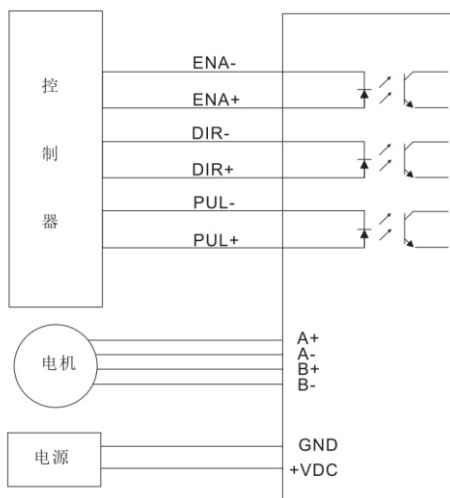 控制器
ENA-
ENA+
DIR-
DIR+
PUL-
PUL+
电机
A+
A-
B+
B-
电源
GND
+VDC